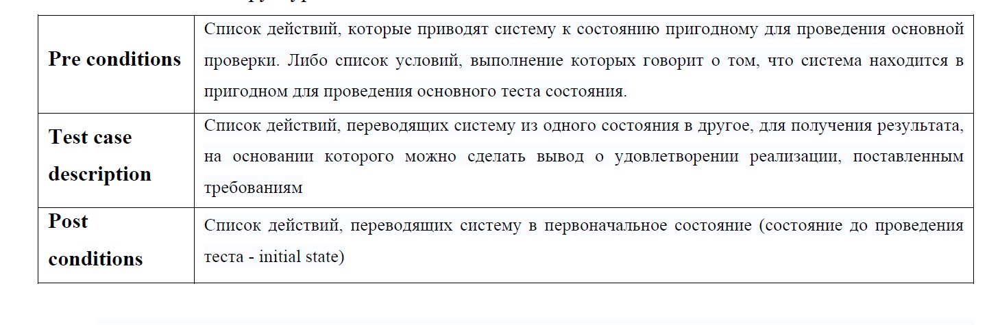 Pre conditions
Список действий, которые приводят систему к состоянию пригодному для проведения основной
проверки. Либо список условий, выполнение которых говорит о том, что система находится в
пригодном для проведения основного теста состояния.
Test case
description
Список действий, переводящих систему из одного состояния в другое, для получения результата,
на основании которого можно сделать вывод о удовлетворении реализации, поставленным
требованиям
Post
conditions
Список действий, переводящих систему в первоначальное состояние (состояние до проведения
теста - initial state)